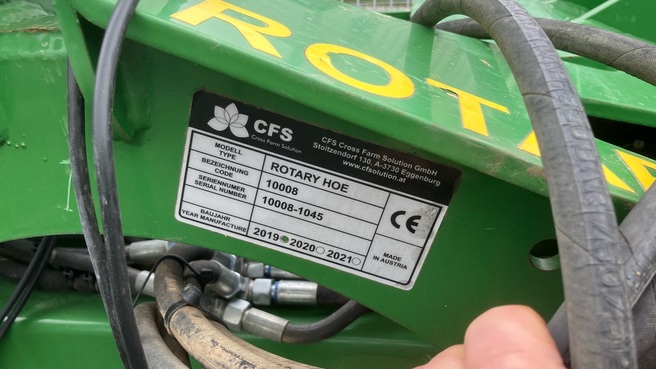 ROTA
CFS
Cross Farm Solution
CFS Cross Farm Solution GmbH
Stoitzendorf 130, A-3730 Eggenburg
www.cfsolution.at
MODELL
TYPE
ROTARY HOE
BEZEICHNUNG
CODE
10008
SERIENNUMER
SERIAL NUMBER
10008-1045
BAUJAHR
YEAR MANUFACTURE
2019 2020 2021
CE
MADE
IN AUSTRIA